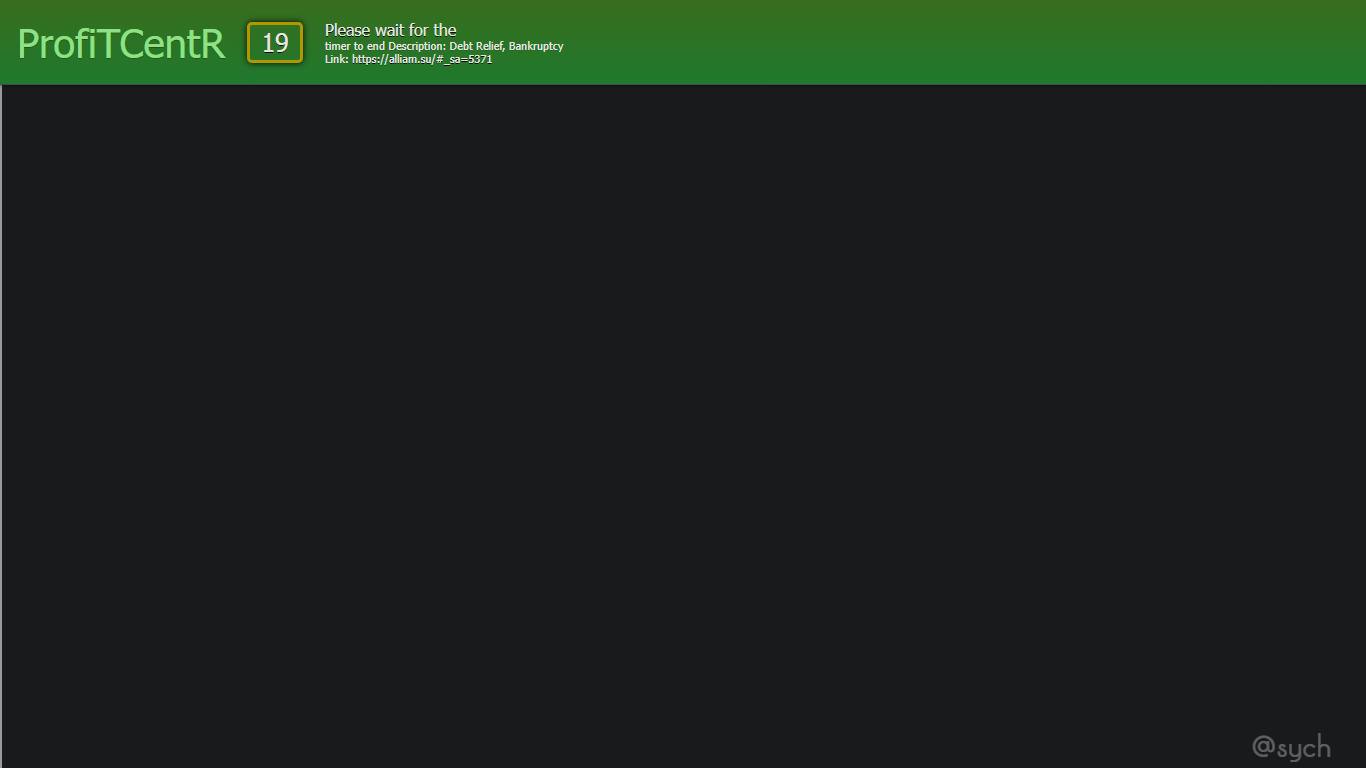 ProfiTCentR
19
Please wait for the
timer to end Description: Debt Relief, Bankruptcy
Link: https://alliam.su/#_sa=5371
@sych